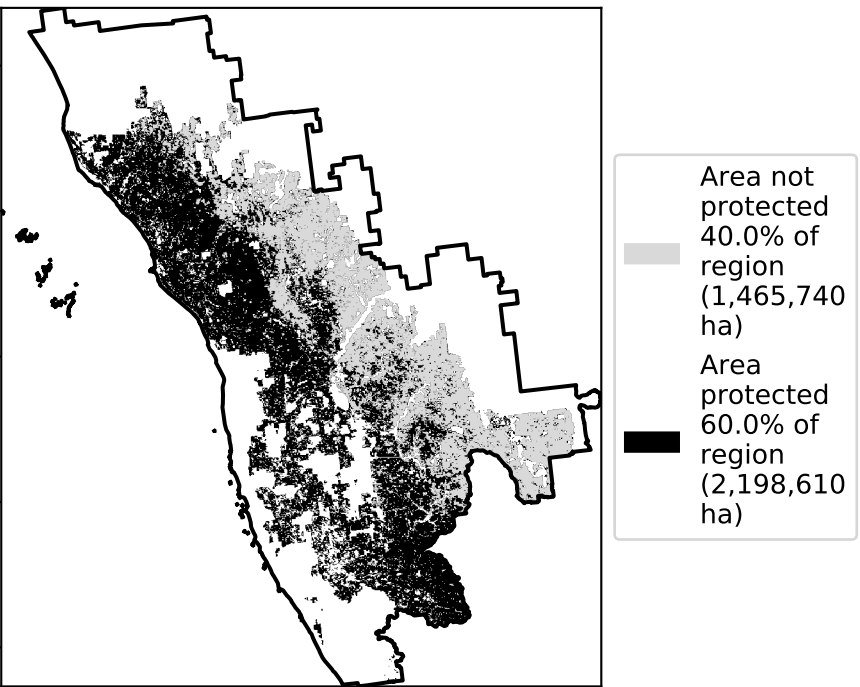 Area not
protected
40.0% of
region
(1,465,740
ha)
Area
protected
60.0% of
region
(2,198,610
ha)